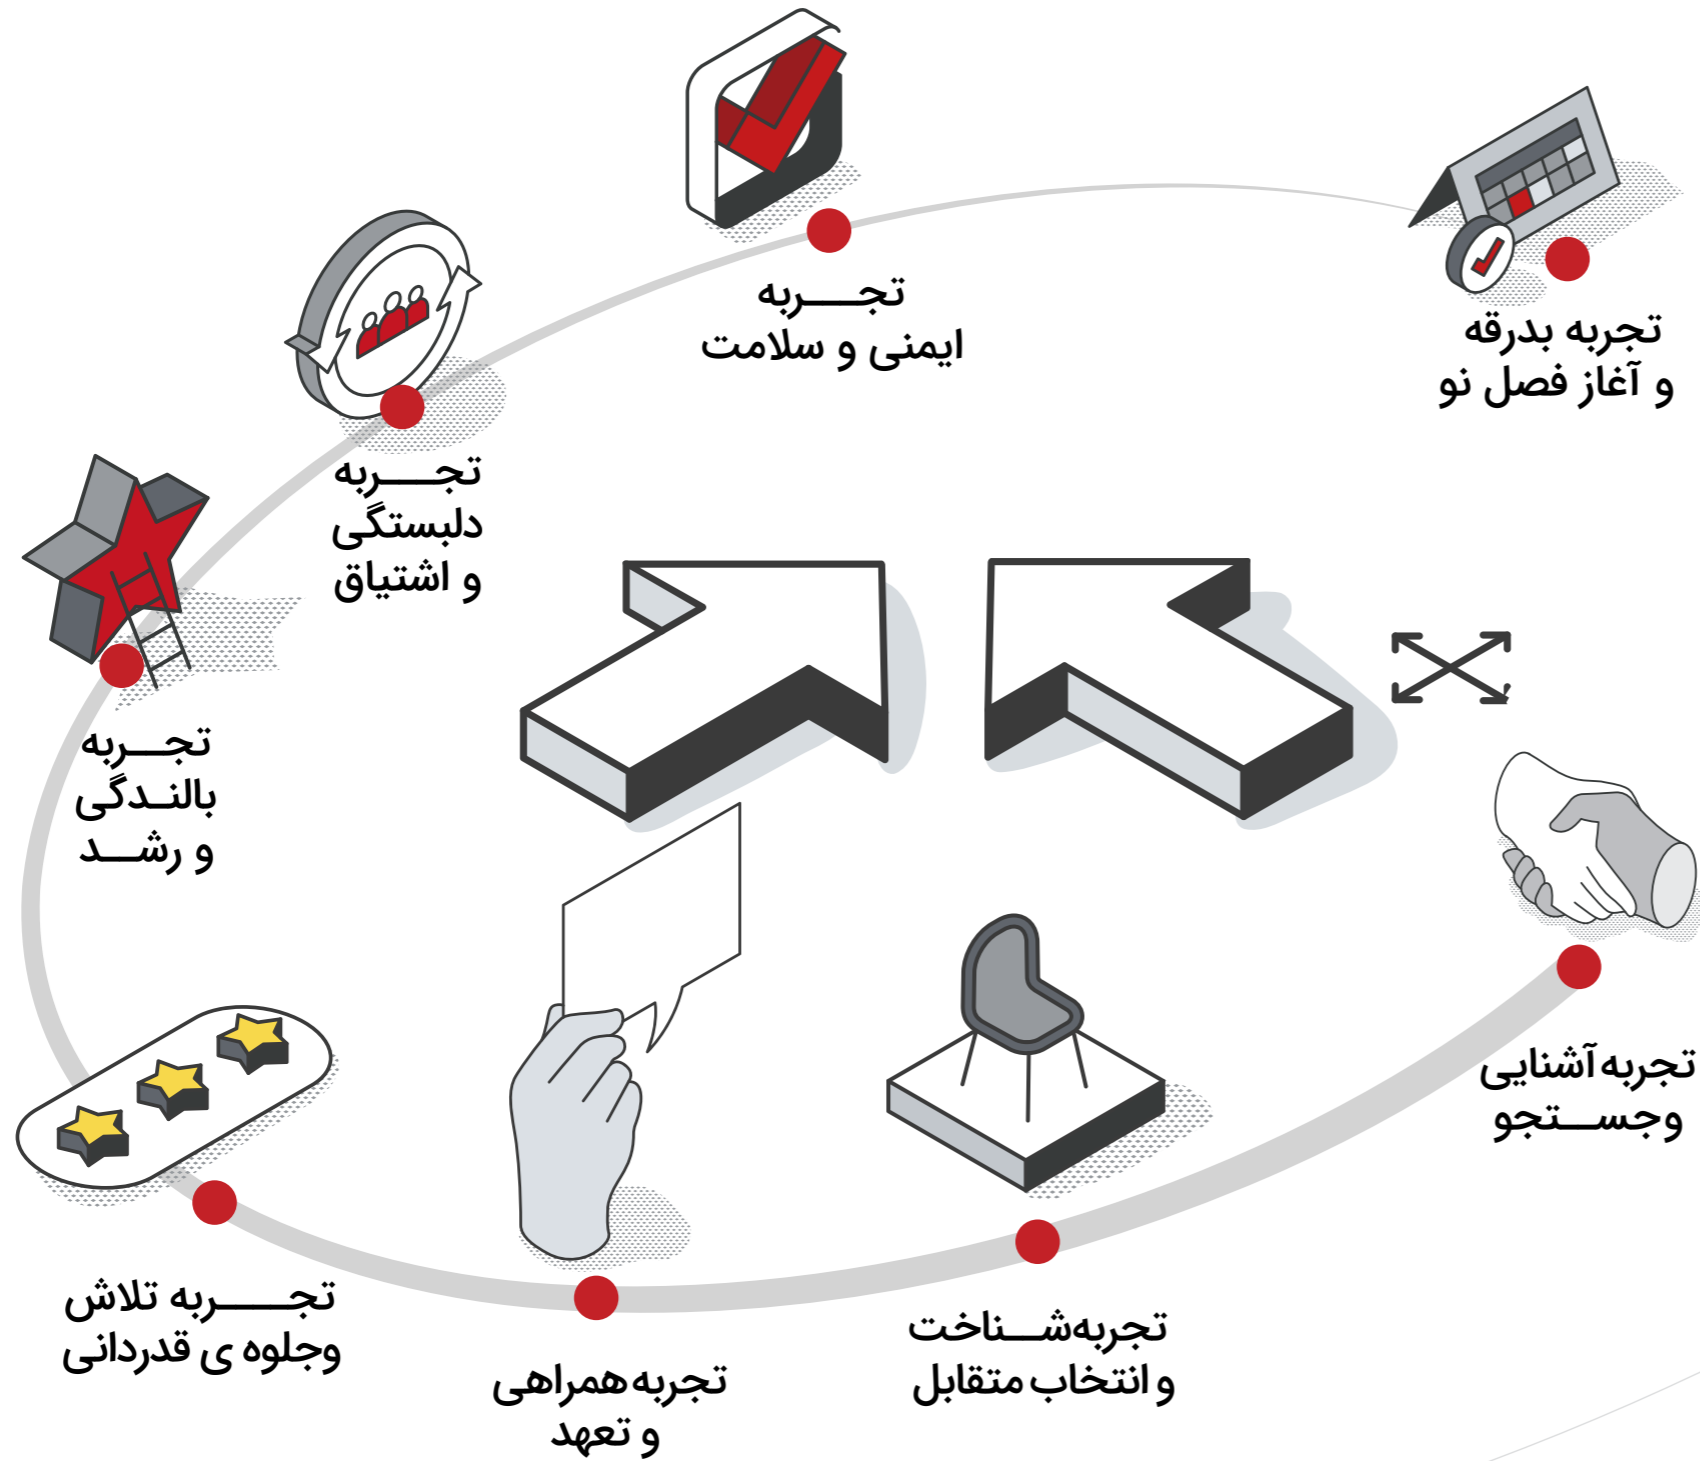 تجربه آشنایی
وجستجو
تجربه شناخت
و انتخاب متقابل
تجربه همراهی
و تعهد
تجربه تلاش
وجلوه ی قدردانی
تجربه
بالندگی
و رشد
تجربه
دلبستگی
و اشتیاق
تجربه
ایمنی و سلامت
تجربه بدرقه
و آغاز فصل نو